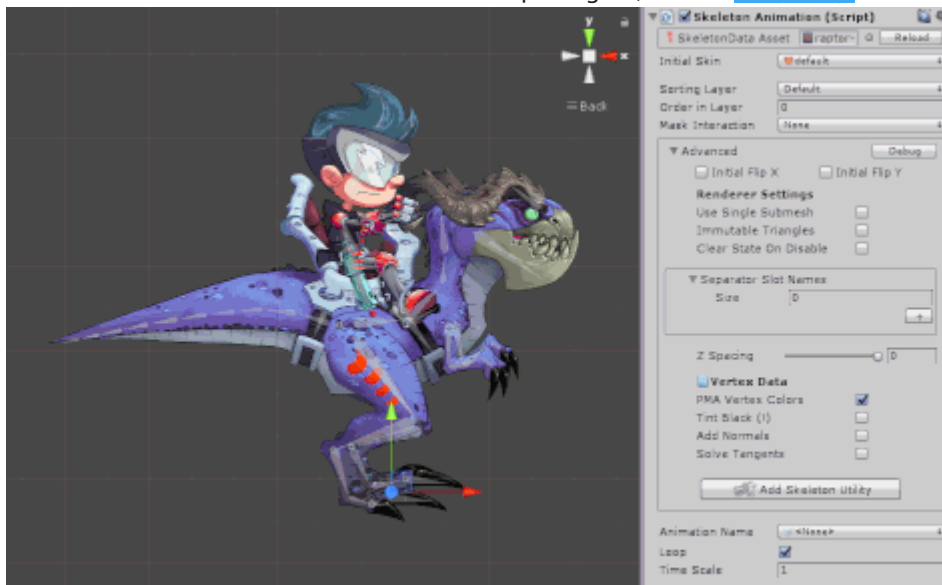 Skeleton Animation (Script)
SkeletonData Asset raptor- Reload
Initial Skin default
Sorting Layer Default
Order in Layer 0
Mask Interaction None
Advanced Debug
Initial Flip X Initial Flip Y
Renderer Settings
Use Single Submesh
Immutable Triangles
Clear State On Disable
Separator Slot Names
Size 0
+
Z Spacing 0
Vertex Data
PMA Vertex Colors
Tint Black (!)
Add Normals
Solve Tangents
Add Skeleton Utility
Animation Name <None>
Loop
Time Scale 1
y
x
Back